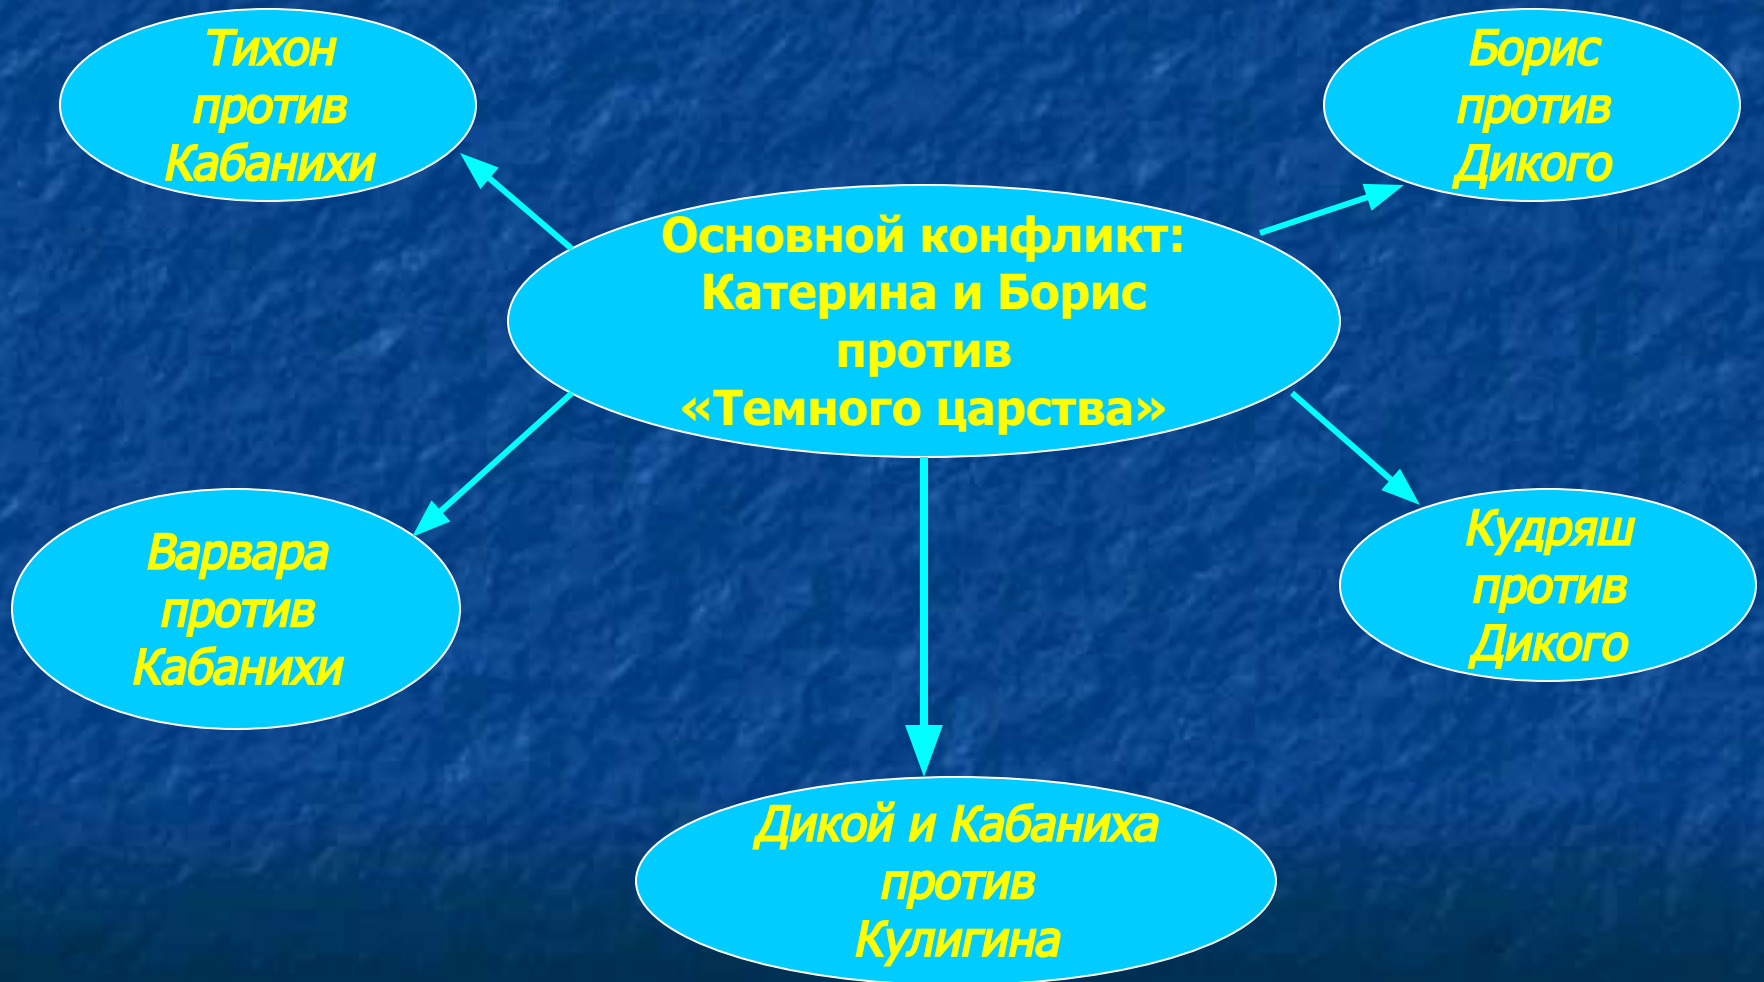 Тихон
против
Кабанихи
Борис
против
Дикого
Основной конфликт:
Катерина и Борис
против
«Темного царства»
Варвара
против
Кабанихи
Кудряш
против
Дикого
Дикой и Кабаниха
против
Кулигина